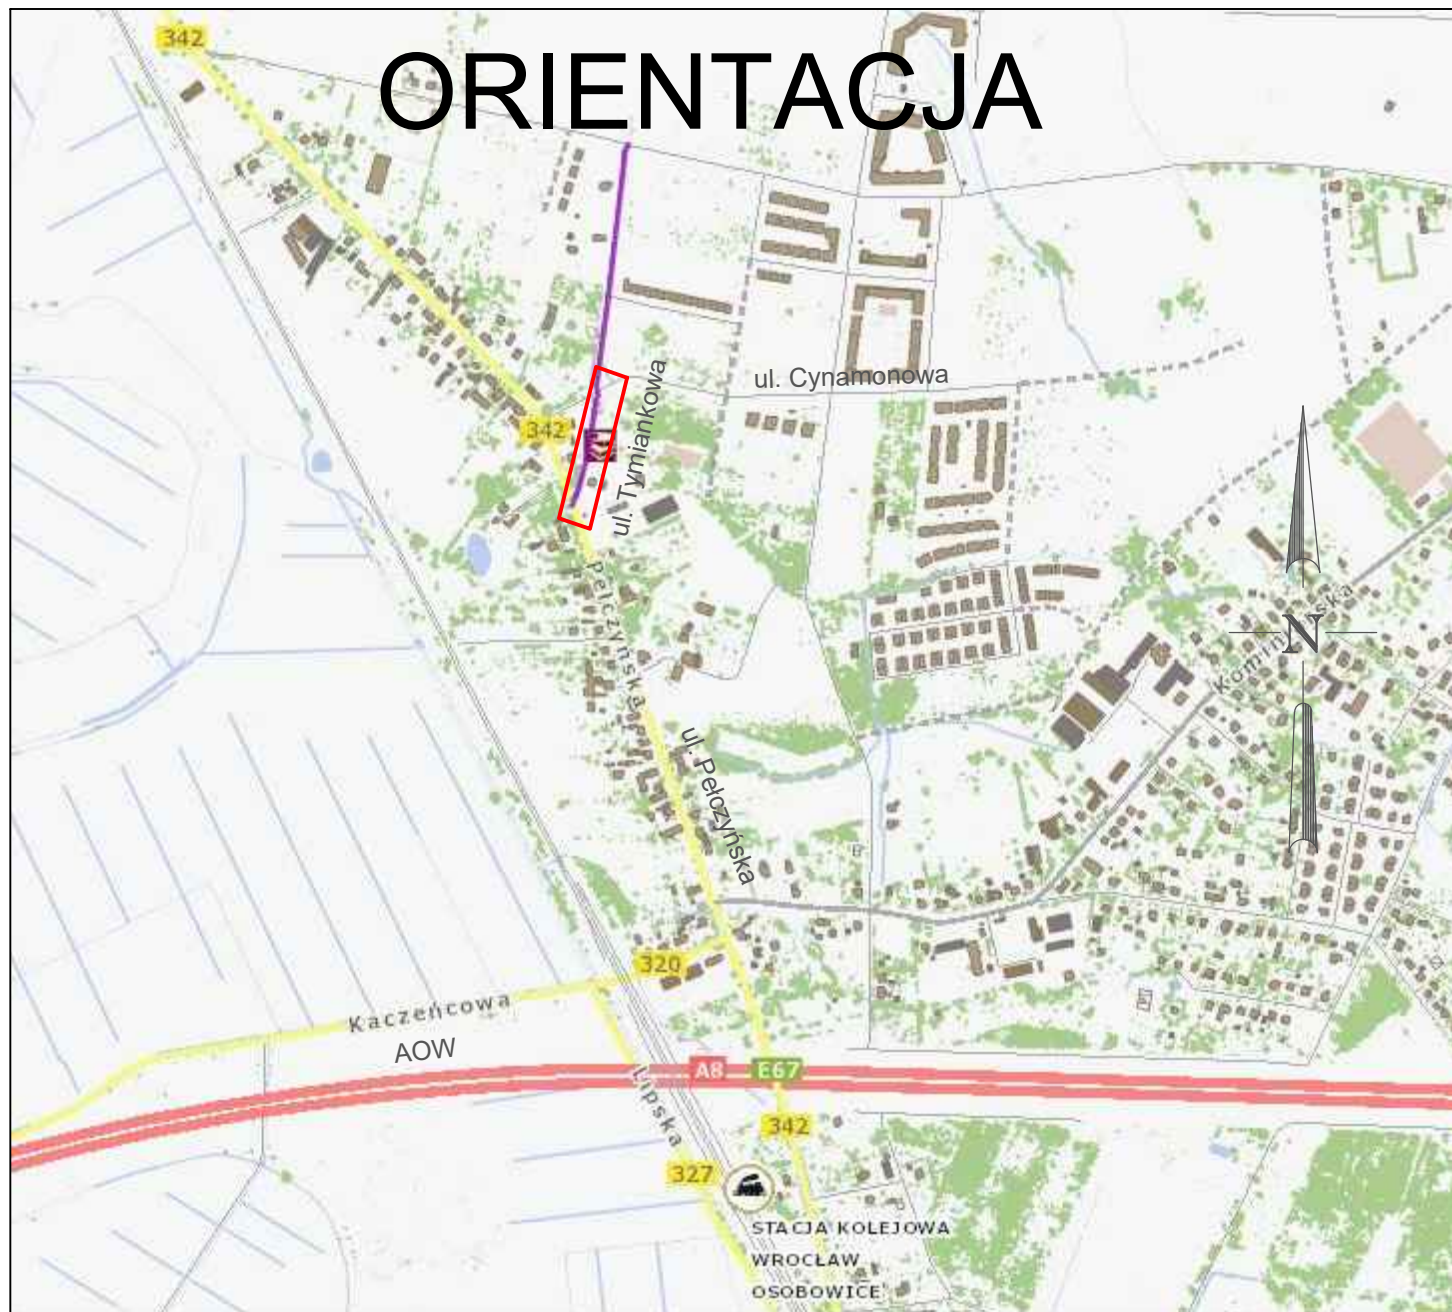 342
ORIENTACJA
ul. Cynamonowa
342
ul. Tymiankowa
Pełczyńska
Kominiarska
N
ul. Pełczyńska
320
Kaczeńcowa
AOW
A8
E67
Lipska
342
327
STACJA KOLEJOWA
WROCŁAW
OSOBOWICE